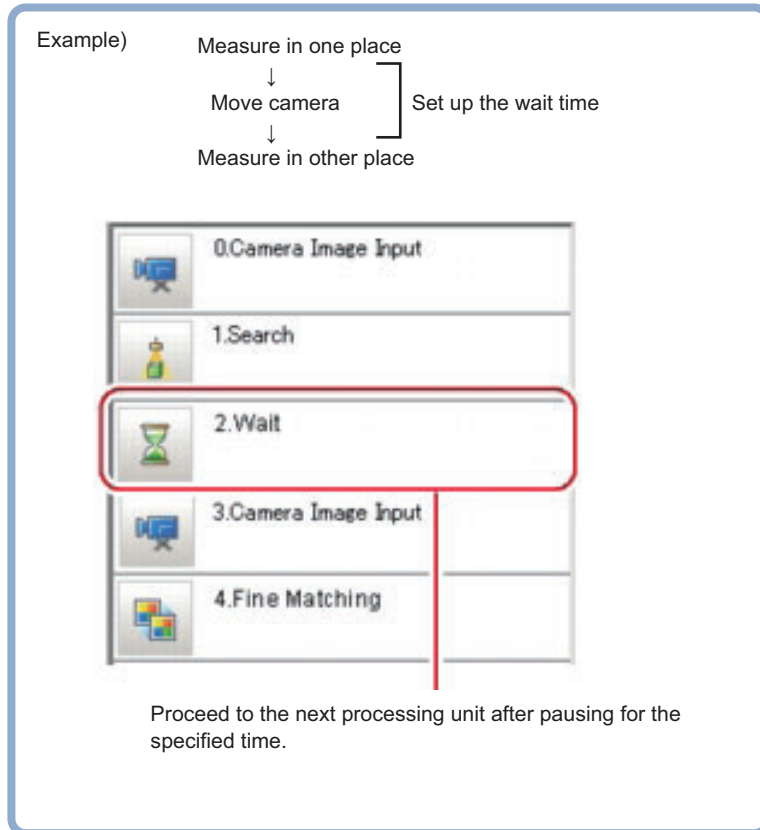 Example)
Measure in one place
↓
Move camera
Set up the wait time
↓
Measure in other place
0.Camera Image Input
1.Search
2.Wait
3.Camera Image Input
4.Fine Matching
Proceed to the next processing unit after pausing for the
specified time.